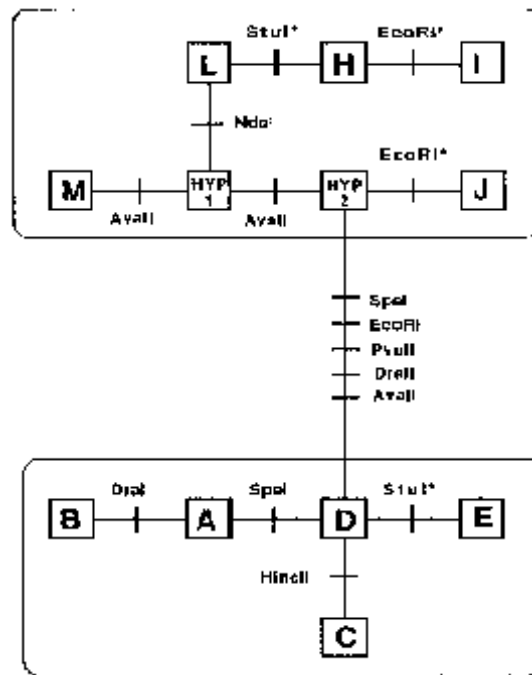 StuI* EcoRI*
L H I
NdeI
EcoRI*
M HYP 1 HYP 2 J
AvaII AvaII
SpeI
EcoRI
PvuII
DraII
AvaII
DraI SpeI StuI*
B A D E
HincII
C